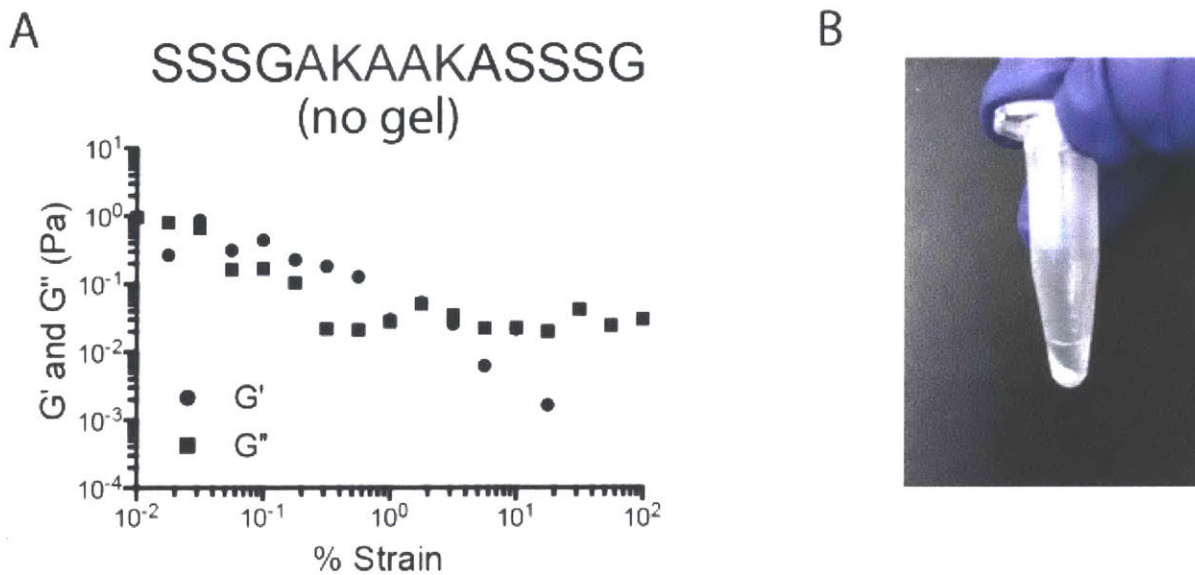 A
SSSGAKAAKASSSG
(no gel)
G' and G" (Pa)
10¹
10⁰
10⁻¹
10⁻²
10⁻³
10⁻⁴
G'
G"
10⁻²
10⁻¹
10⁰
10¹
10²
% Strain
B